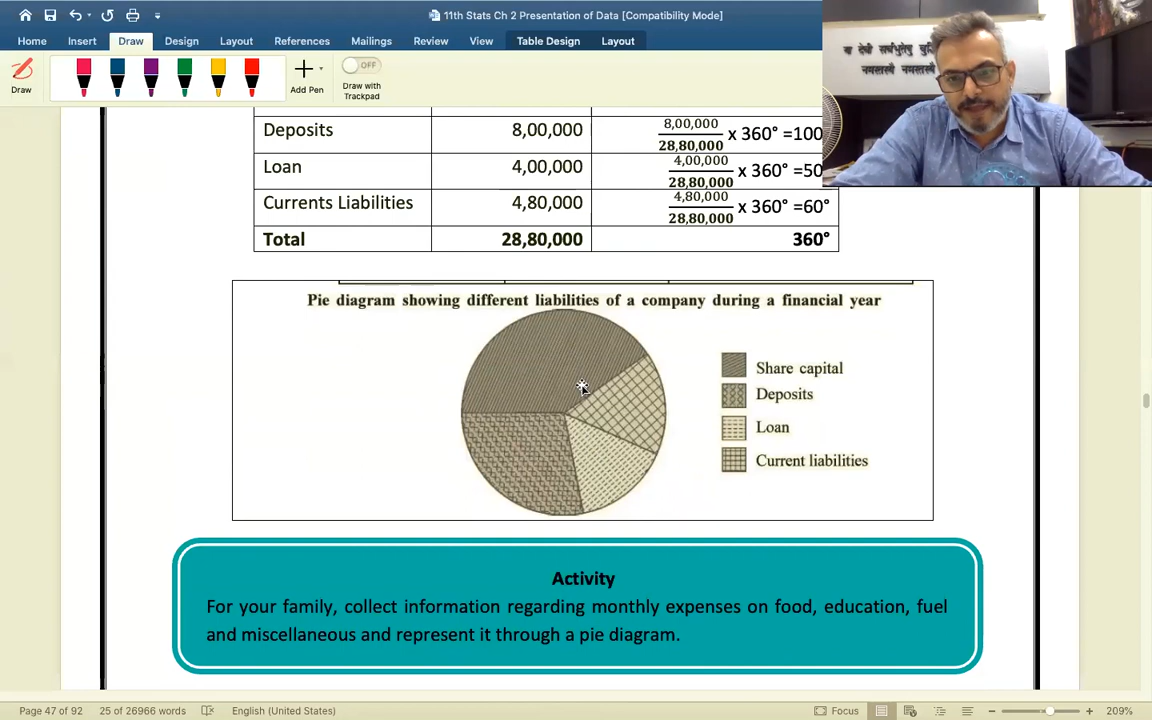 11th Stats Ch 2 Presentation of Data [Compatibility Mode]
Home Insert Draw Design Layout References Mailings Review View Table Design Layout
OFF
Draw Add Pen Draw with Trackpad
या देवी सर्वभूतेषु
नमस्तस्यै नमस्तस्यै
Deposits 8,00,000 8,00,000/28,80,000 x 360° =100
Loan 4,00,000 4,00,000/28,80,000 x 360° =50
Currents Liabilities 4,80,000 4,80,000/28,80,000 x 360° =60°
Total 28,80,000 360°
Pie diagram showing different liabilities of a company during a financial year
Share capital
Deposits
Loan
Current liabilities
Activity
For your family, collect information regarding monthly expenses on food, education, fuel
and miscellaneous and represent it through a pie diagram.
Page 47 of 92 25 of 26966 words English (United States) Focus 209%